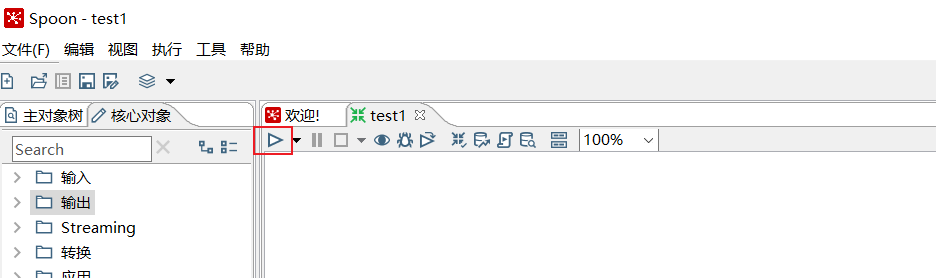 Spoon - test1
文件(F) 编辑 视图 执行 工具 帮助
主对象树 核心对象 欢迎! test1
Search 100%
输入
输出
Streaming
转换
应用